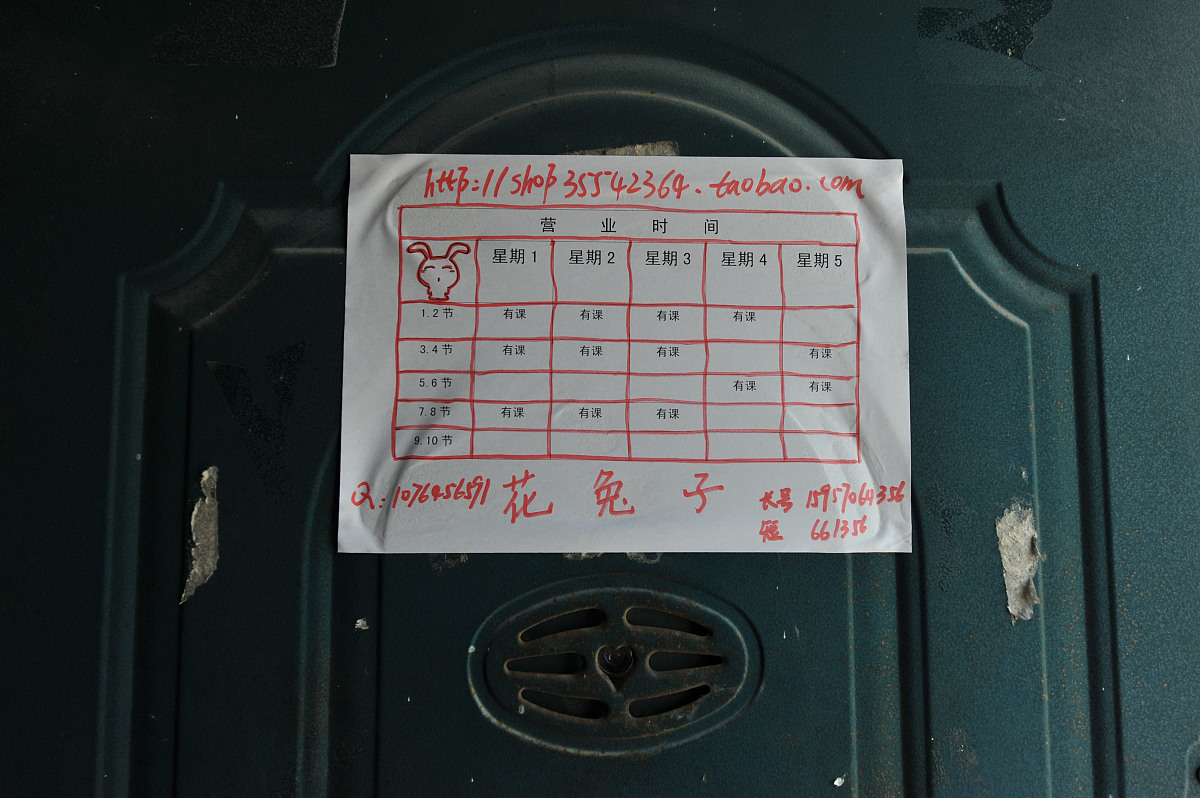 http://shop35542364.taobao.com
营 业 时 间
星期1 星期2 星期3 星期4 星期5
1.2节 有课 有课 有课 有课
3.4节 有课 有课 有课 有课
5.6节 有课 有课
7.8节 有课 有课 有课
9.10节
Q:1076456591 花兔子 长号 15957064356
短 661356